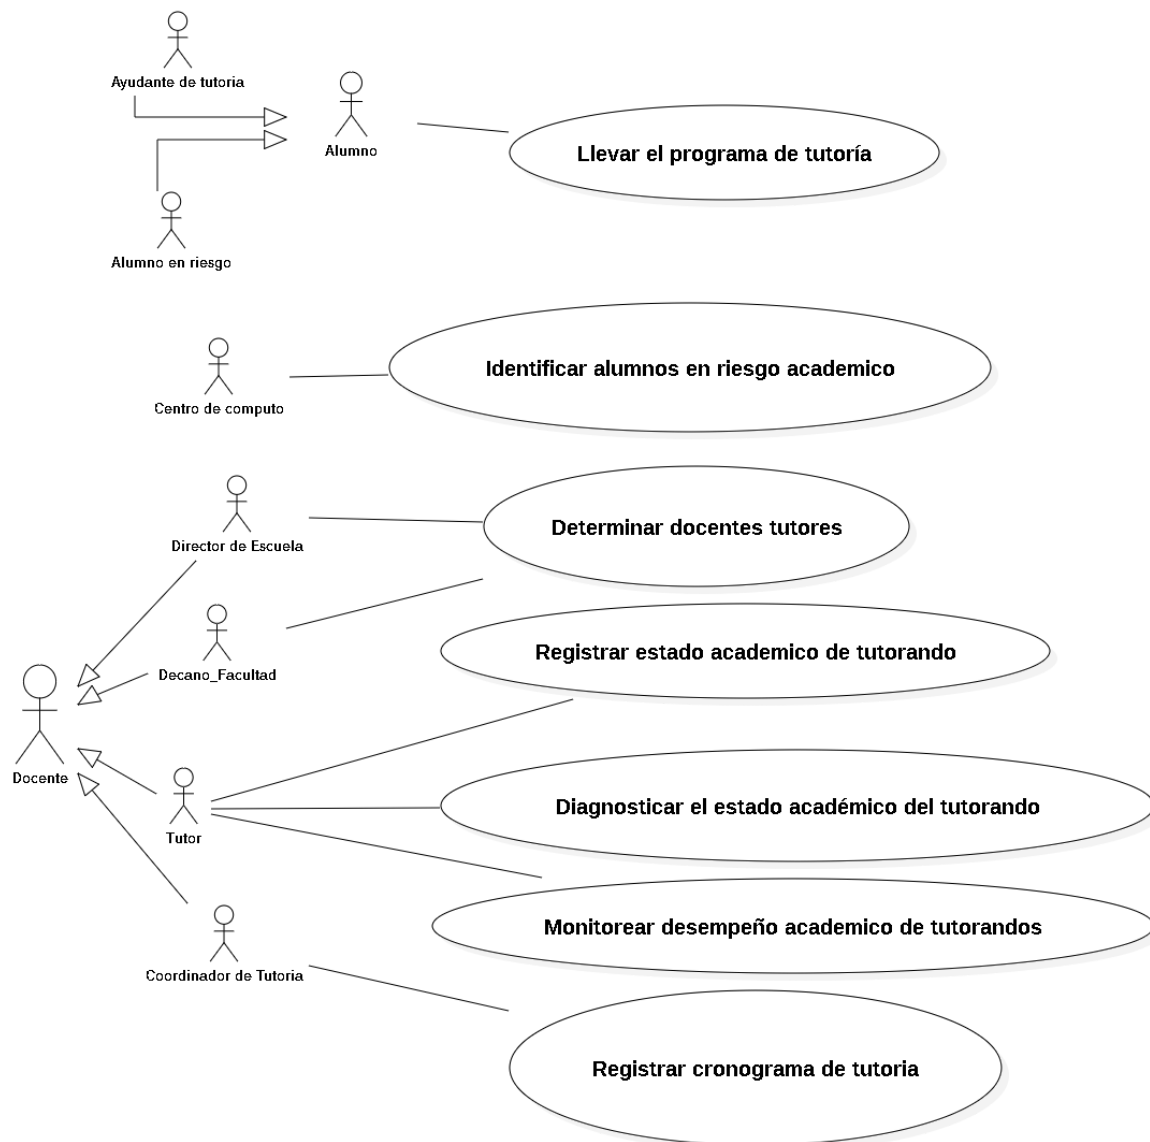 Ayudante de tutoria
Alumno
Llevar el programa de tutoría
Alumno en riesgo
Identificar alumnos en riesgo academico
Centro de computo
Determinar docentes tutores
Director de Escuela
Registrar estado academico de tutorando
Decano_Facultad
Docente
Diagnosticar el estado académico del tutorando
Tutor
Monitorear desempeño academico de tutorandos
Coordinador de Tutoria
Registrar cronograma de tutoria